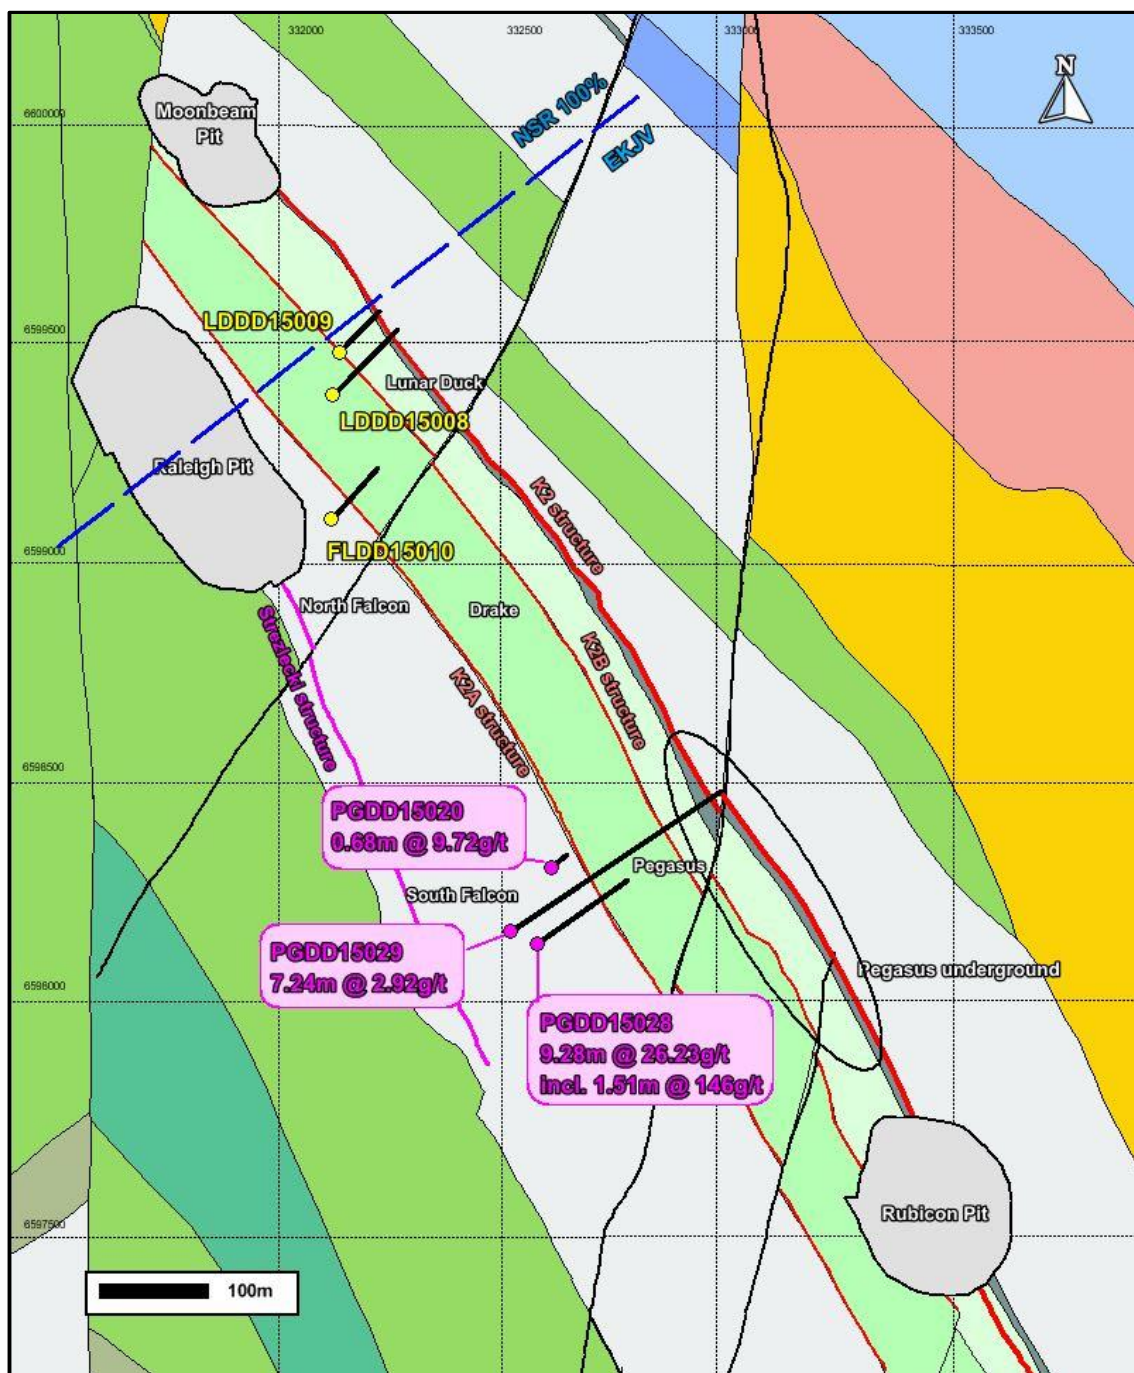 332000
332500
333000
333500
N
6600000
Moonbeam
Pit
NSR 100%
EKJV
6599500
LDDD15009
Lunar Duck
LDDD15008
Raleigh Pit
K2 structure
FLDD15010
6599000
North Falcon
Drake
Strezlecki structure
K2A structure
K2B structure
6598500
PGDD15020
0.68m @ 9.72g/t
Pegasus
South Falcon
PGDD15029
7.24m @ 2.92g/t
Pegasus underground
6598000
PGDD15028
9.28m @ 26.23g/t
incl. 1.51m @ 146g/t
Rubicon Pit
6597500
100m